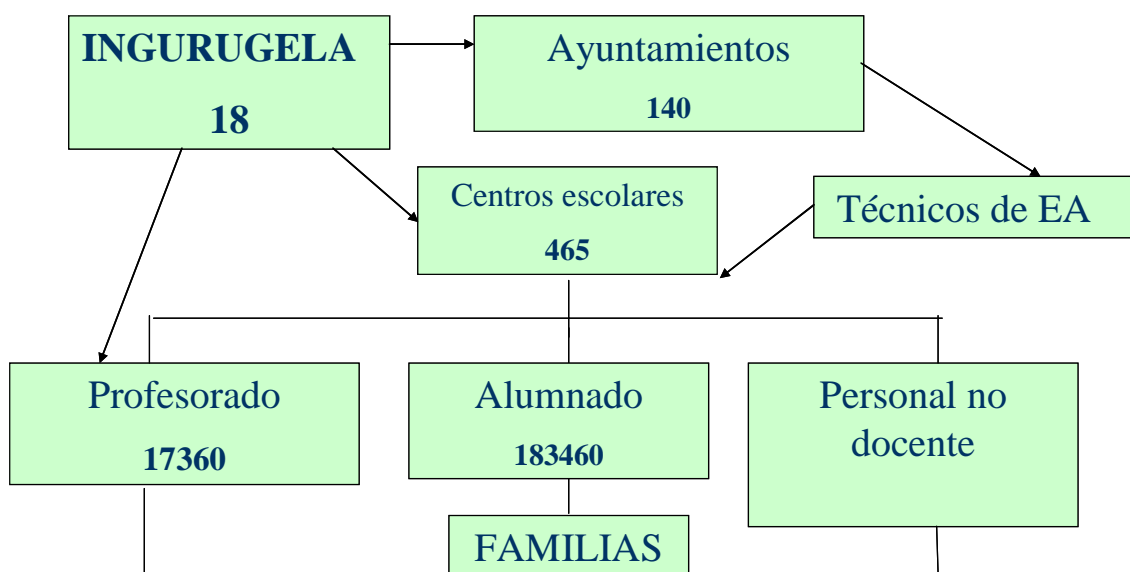 INGURUGELA
18
Ayuntamientos
140
Centros escolares
465
Técnicos de EA
Profesorado
17360
Alumnado
183460
Personal no
docente
FAMILIAS